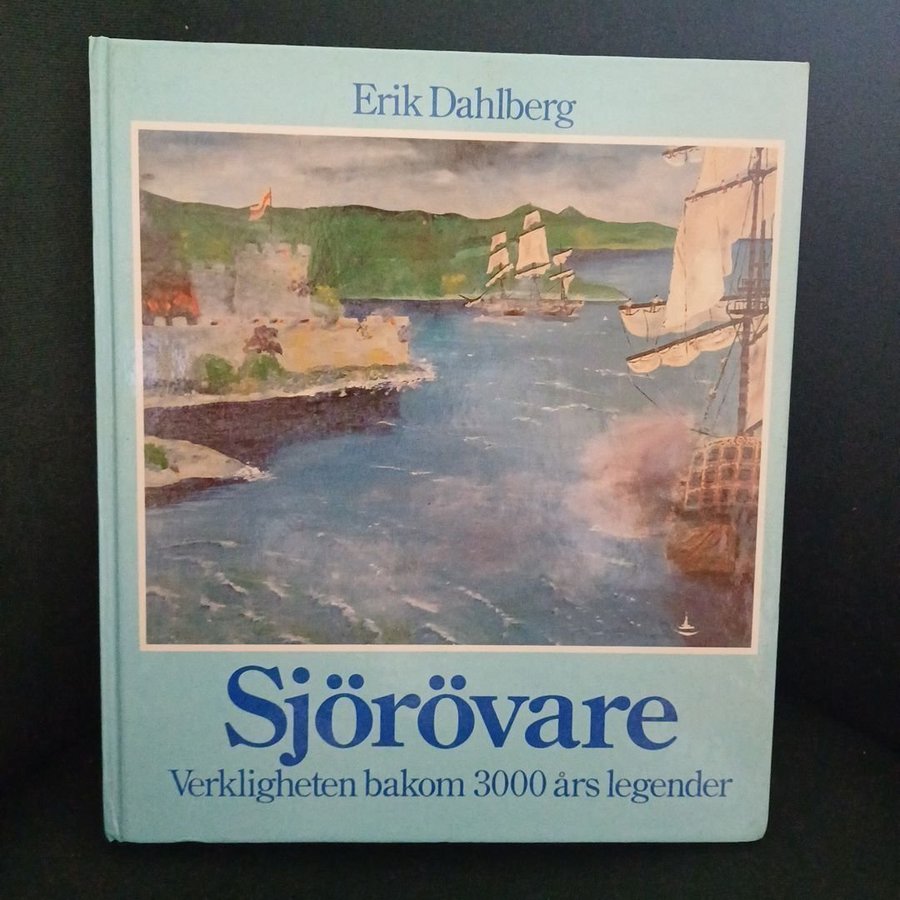 Erik Dahlberg
Sjörövare
Verkligheten bakom 3000 års legender